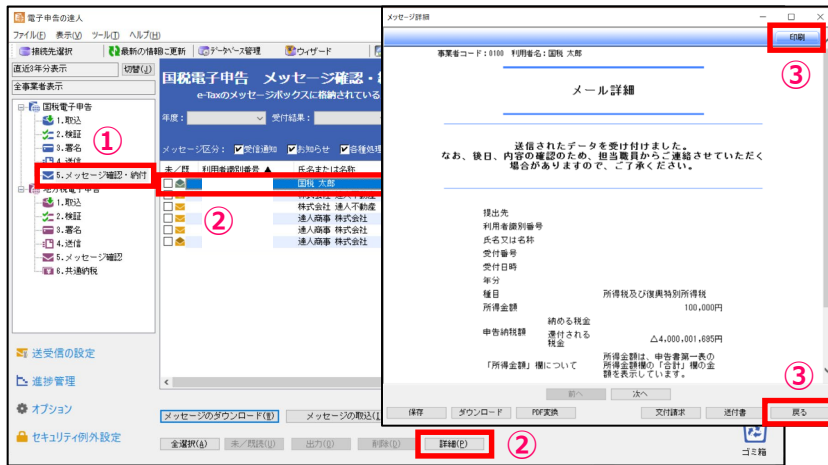 電子申告の達人
ファイル(F) 表示(V) ツール(T) ヘルプ(H)
接続先選択 最新の情報に更新 データベース管理 ウィザード
直近3年分表示 切替(J)
全事業者表示
国税電子申告
1.取込
2.検証
3.署名
4.送信
5.メッセージ確認・納付
地方税電子申告
1.取込
2.検証
3.署名
4.送信
5.メッセージ確認
6.共通納税
①
送受信の設定
進捗管理
オプション
セキュリティ例外設定
国税電子申告 メッセージ確認・
e-Taxのメッセージボックスに格納されている
年度： 受付結果：
メッセージ区分： 受信通知 お知らせ 各種処理
未/既 利用者識別番号 ▲ 氏名または名称
国税 太郎
株式会社 達人不動産
株式会社 達人不動産
達人商事 株式会社
達人商事 株式会社
達人商事 株式会社
②
メッセージのダウンロード(M) メッセージの取込(I)
全選択(A) 未/既読(U) 出力(O) 削除(D) 詳細(P)
②
ゴミ箱
メッセージ詳細
印刷
③
事業者コード：0100 利用者名：国税 太郎
メール詳細
送信されたデータを受け付けました。
なお、後日、内容の確認のため、担当職員からご連絡させていただく
場合がありますので、ご了承ください。
提出先
利用者識別番号
氏名又は名称
受付番号
受付日時
年分
種目 所得税及び復興特別所得税
所得金額 100,000円
申告納税額 納める税金
還付される税金 △4,000,001,695円
「所得金額」欄について 所得金額は、申告書第一表の
所得金額欄の「合計」欄の金
額を表示しています。
③
前へ 次へ
保存 ダウンロード PDF変換 交付請求 送付書 戻る